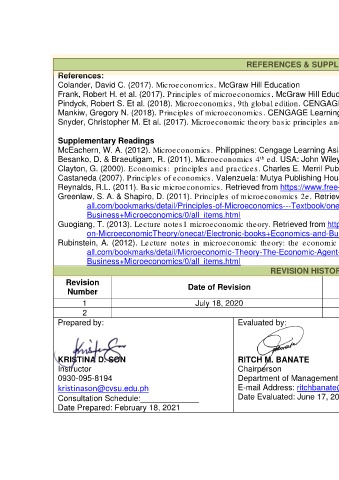 REFERENCES & SUPPL
References:
Colander, David C. (2017). Microeconomics. McGraw Hill Education
Frank, Robert H. et al. (2017). Principles of microeconomics. McGraw Hill Educ
Pindyck, Robert S. Et al. (2018). Microeconomics, 9th global edition. CENGAG
Mankiw, Gregory N. (2018). Principles of microeconomics. CENGAGE Learning
Snyder, Christopher M. Et al. (2017). Microeconomic theory basic principles an
Supplementary Readings
McEachern, W. A. (2012). Microeconomics. Philippines: Cengage Learning Asi
Besanko, D. & Braeutigam, R. (2011). Microeconomics 4th ed. USA: John Wiley
Clayton, G. (2000). Economics: principles and practices. Charles E. Merril Pub
Castaneda (2007). Principles of economics. Valenzuela: Mutya Publishing Hou
Reynalds, R.L. (2011). Basic microeconomics. Retrieved from https://www.free-
Greenlaw, S. A. & Shapiro, D. (2011). Principles of microeconomics 2e. Retriev
all.com/bookmarks/detail/Principles-of-Microeconomics---Textbook/one
Business+Microeconomics/0/all_items.html
Guogiang, T. (2013). Lecture notes1 microeconomic theory. Retrieved from http
on-MicroeconomicTheory/onecat/Electronic-books+Economics-and-Bu
Rubinstein, A. (2012). Lecture notes in microeconomic theory: the economic
all.com/bookmarks/detail/Microeconomic-Theory-The-Economic-Agent-
Business+Microeconomics/0/all_items.html
REVISION HISTOR
Revision Number
Date of Revision
1
July 18, 2020
2
Prepared by:
Evaluated by:
KRISTINA D. SON
RITCH M. BANATE
Instructor
Chairperson
0930-095-8194
Department of Management
kristinason@cvsu.edu.ph
E-mail Address: ritchbanate@
Consultation Schedule:
Date Evaluated: June 17, 20
Date Prepared: February 18, 2021